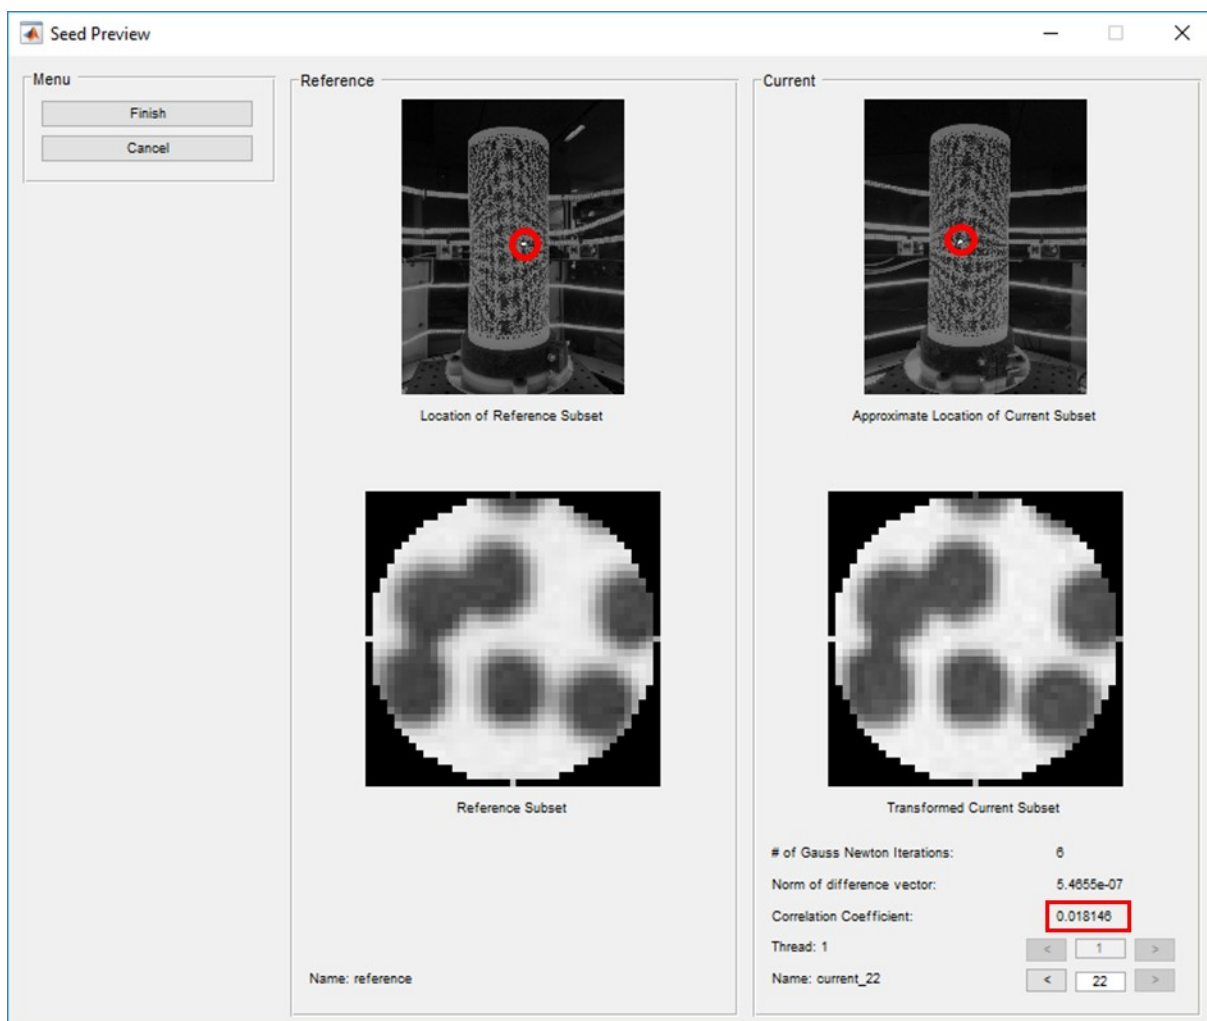 Seed Preview
Menu
Finish
Cancel
Reference
Location of Reference Subset
Reference Subset
Name: reference
Current
Approximate Location of Current Subset
Transformed Current Subset
# of Gauss Newton Iterations: 6
Norm of difference vector: 5.4655e-07
Correlation Coefficient: 0.018146
Thread: 1 < 1 >
Name: current_22 < 22 >